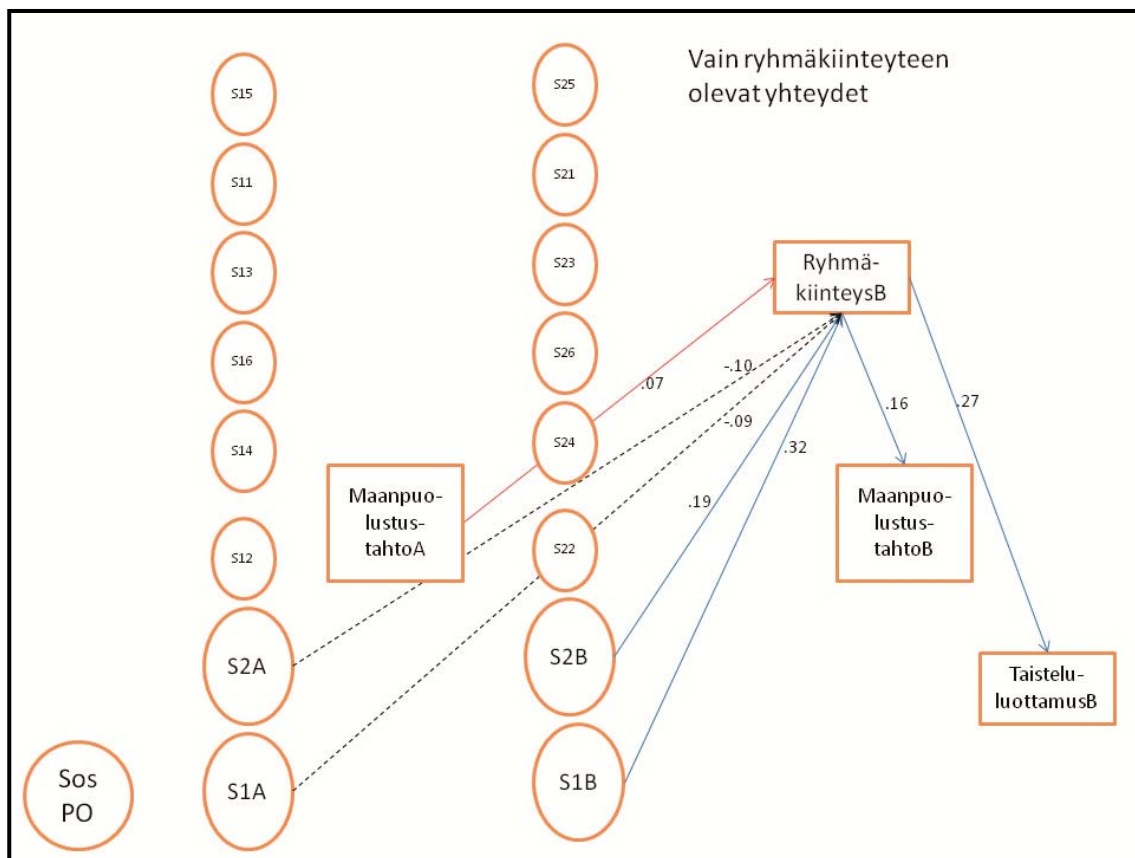 Vain ryhmäkiinteyteen
olevat yhteydet
S15
S11
S13
S16
S14
S12
S2A
S1A
Sos
PO
Maanpuo-
lustus-
tahtoA
S25
S21
S23
S26
S24
S22
S2B
S1B
.07
-.10
-.09
.19
.32
.16
.27
Ryhmä-
kiinteysB
Maanpuo-
lustus-
tahtoB
Taistelu-
luottamusB